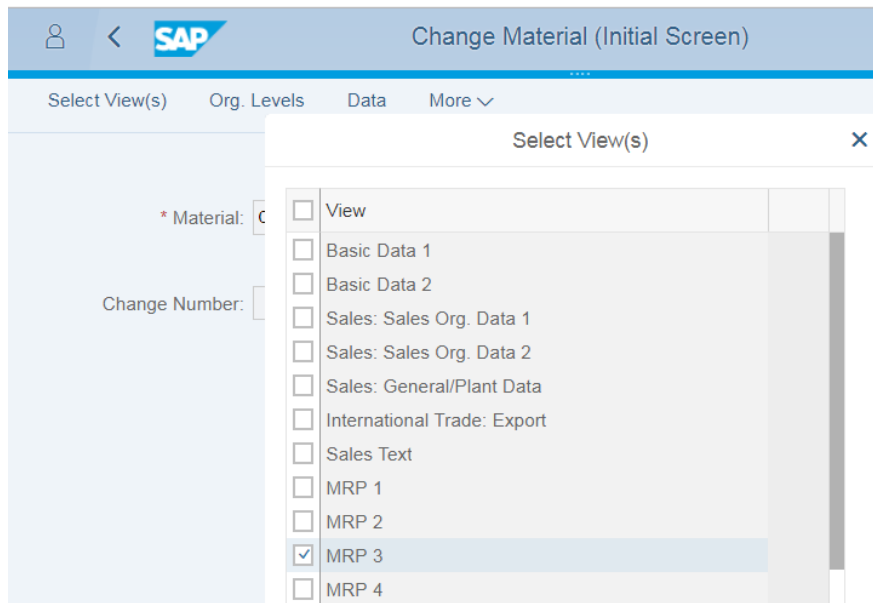 SAP Change Material (Initial Screen)
Select View(s) Org. Levels Data More
Select View(s)
* Material:
View
Basic Data 1
Basic Data 2
Change Number:
Sales: Sales Org. Data 1
Sales: Sales Org. Data 2
Sales: General/Plant Data
International Trade: Export
Sales Text
MRP 1
MRP 2
MRP 3
MRP 4